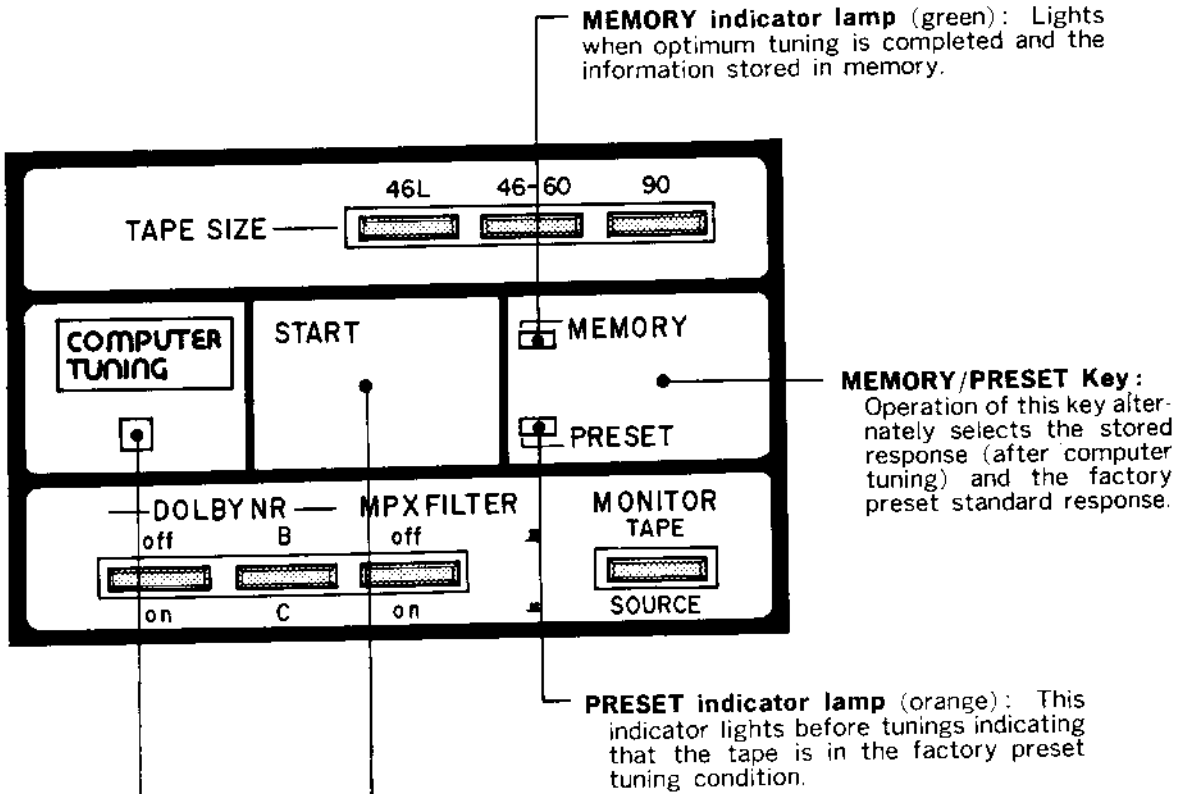 MEMORY indicator lamp (green): Lights
when optimum tuning is completed and the
information stored in memory.
46L 46-60 90
TAPE SIZE
COMPUTER
TUNING
START
MEMORY
PRESET
MEMORY/PRESET Key:
Operation of this key alter-
nately selects the stored
response (after computer
tuning) and the factory
preset standard response.
DOLBY NR MPX FILTER
off B off
on C on
MONITOR
TAPE
SOURCE
PRESET indicator lamp (orange): This
indicator lights before tunings indicating
that the tape is in the factory preset
tuning condition.